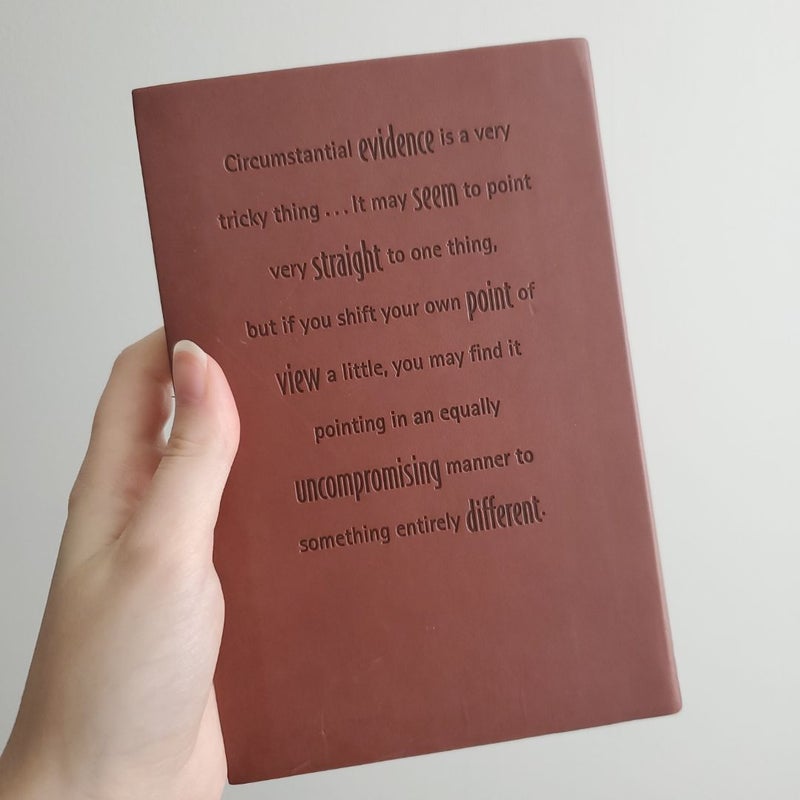 Circumstantial evidence is a very
tricky thing ... It may seem to point
very straight to one thing,
but if you shift your own point of
view a little, you may find it
pointing in an equally
uncompromising manner to
something entirely different.